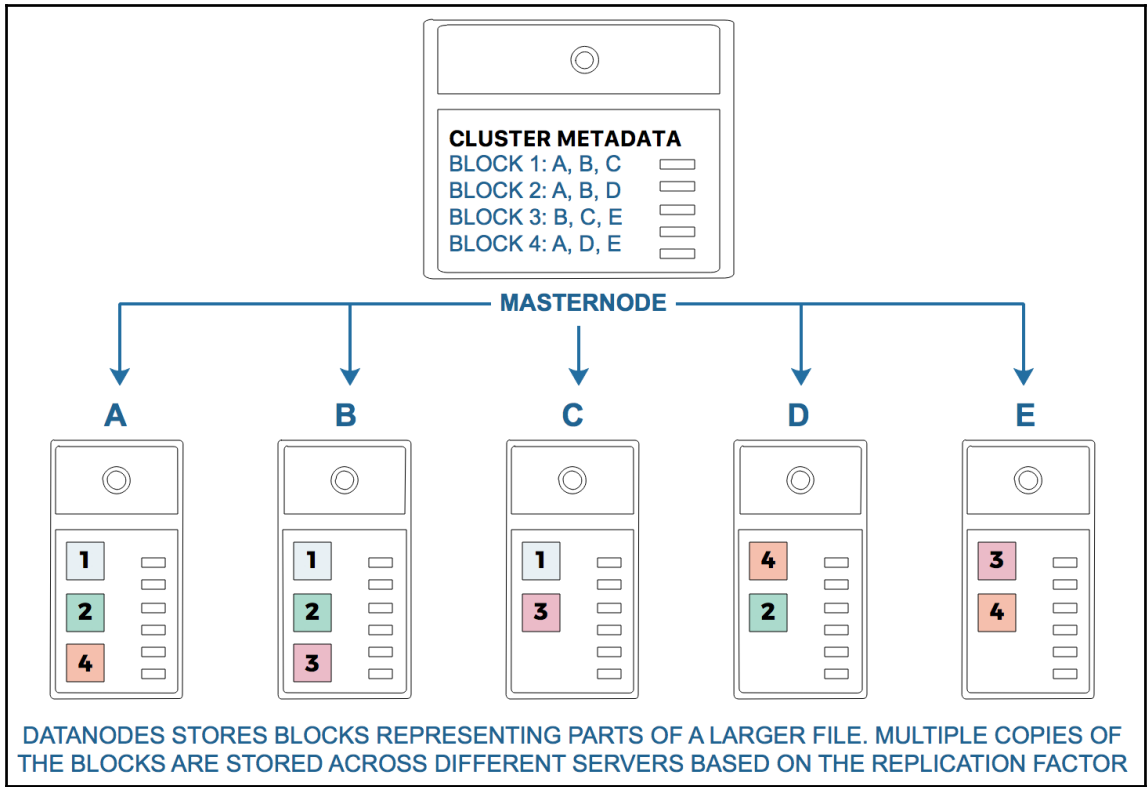 CLUSTER METADATA
BLOCK 1: A, B, C
BLOCK 2: A, B, D
BLOCK 3: B, C, E
BLOCK 4: A, D, E
MASTERNODE
A
B
C
D
E
1
2
4
1
2
3
1
3
4
2
3
4
DATANODES STORES BLOCKS REPRESENTING PARTS OF A LARGER FILE. MULTIPLE COPIES OF
THE BLOCKS ARE STORED ACROSS DIFFERENT SERVERS BASED ON THE REPLICATION FACTOR